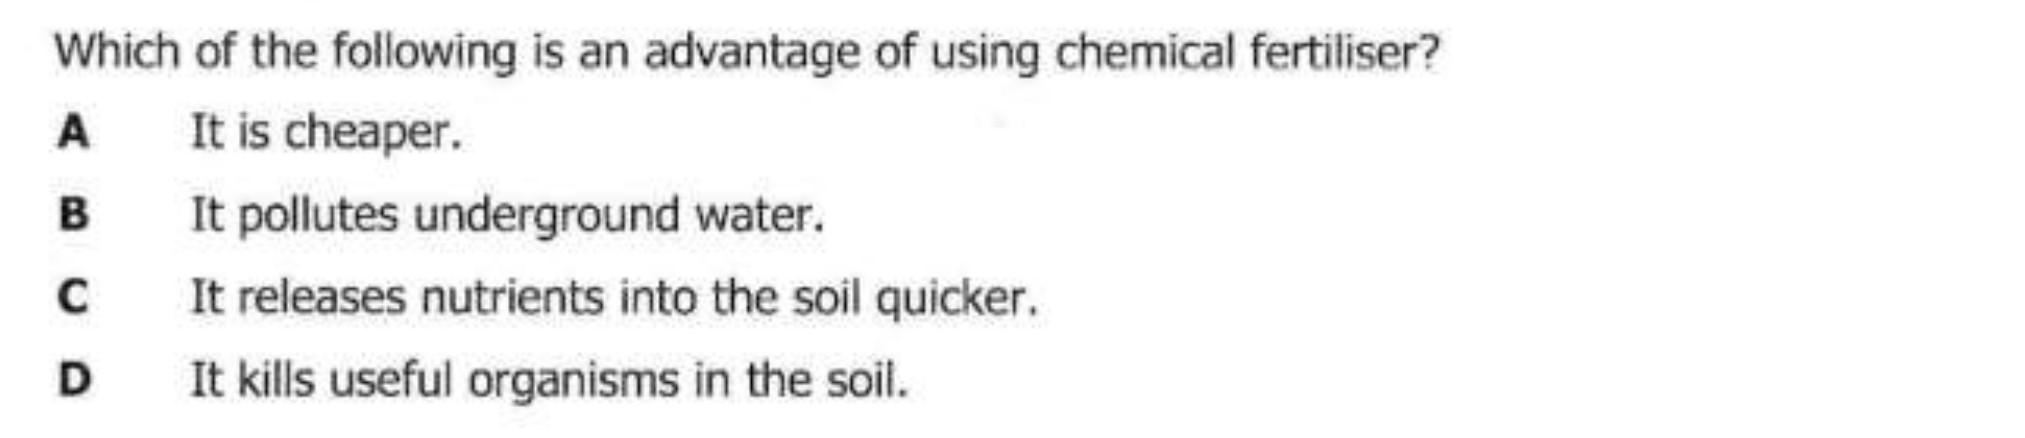 Which of the following is an advantage of using chemical fertiliser?
A It is cheaper.
B It pollutes underground water.
C It releases nutrients into the soil quicker.
D It kills useful organisms in the soil.